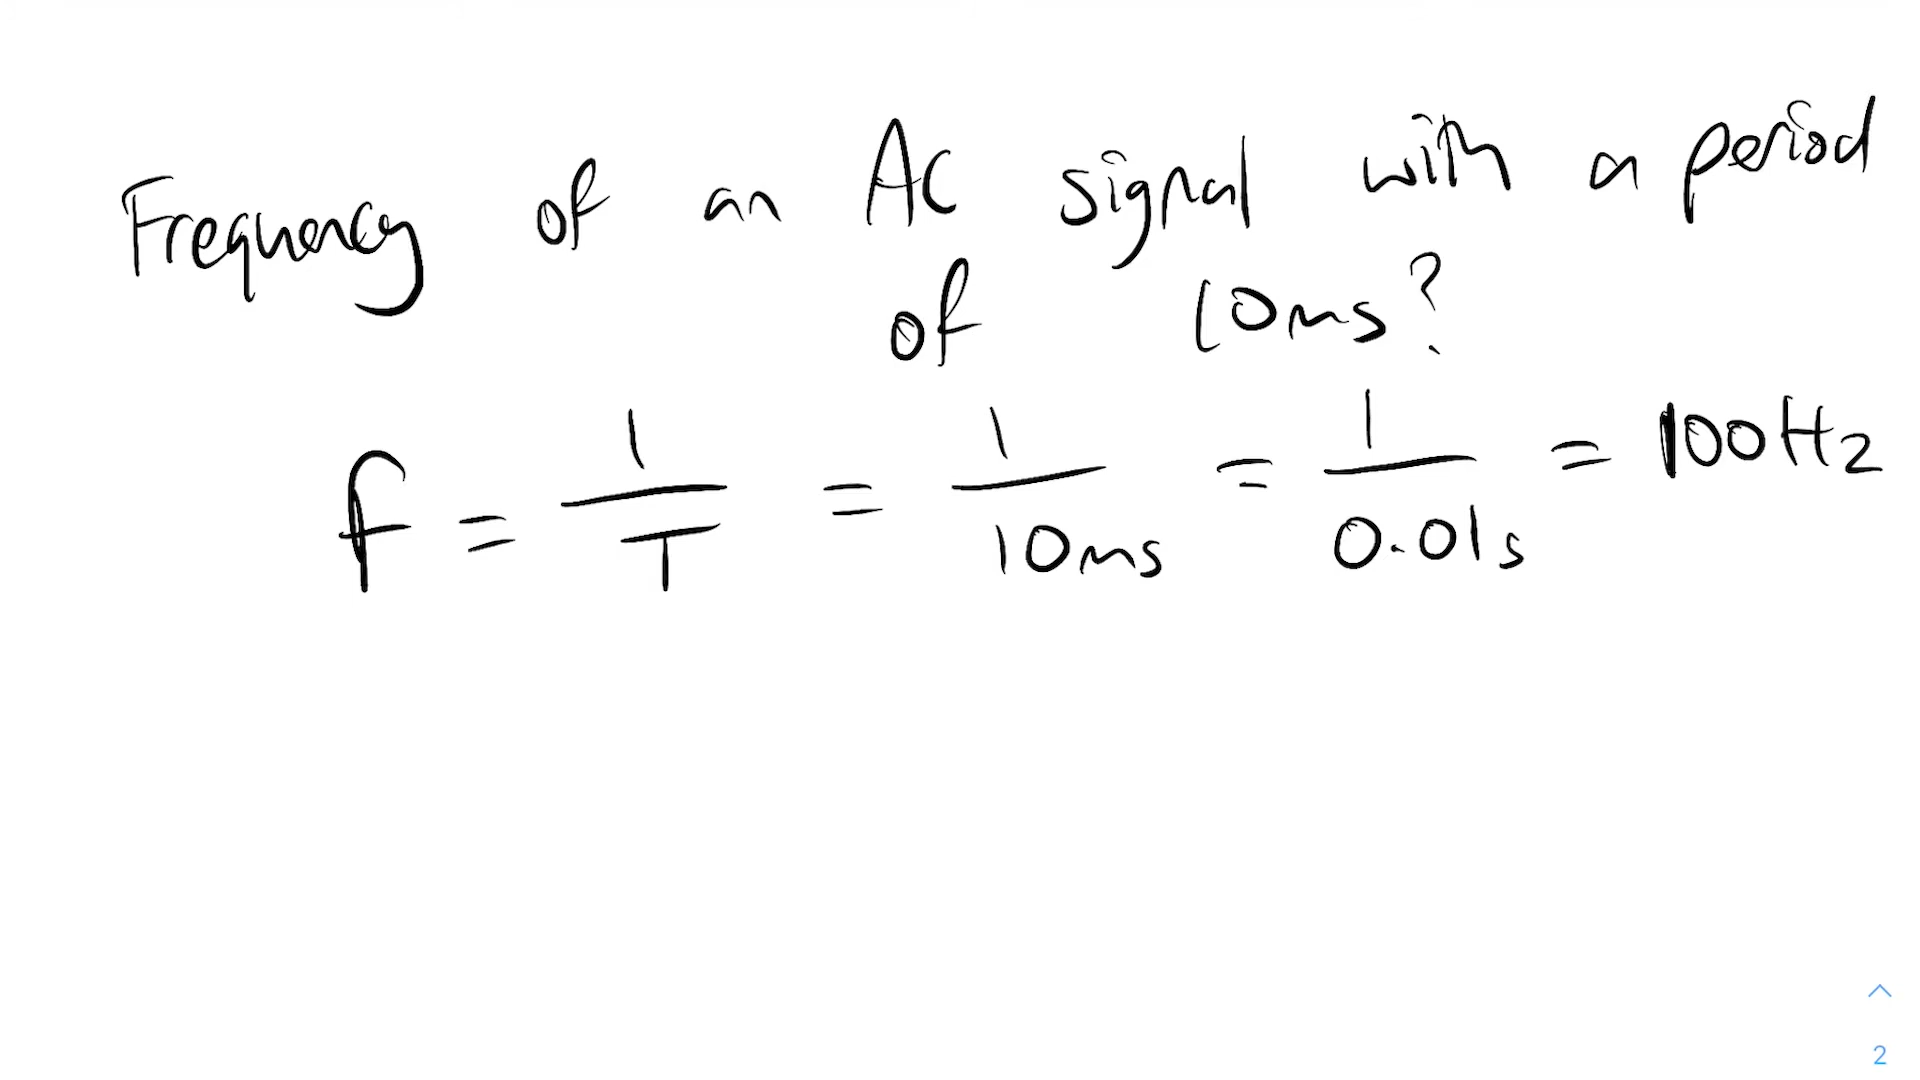 Frequency of an AC signal with a period
of 10ms?
f = 1/T = 1/10ms = 1/0.01s = 100Hz
2